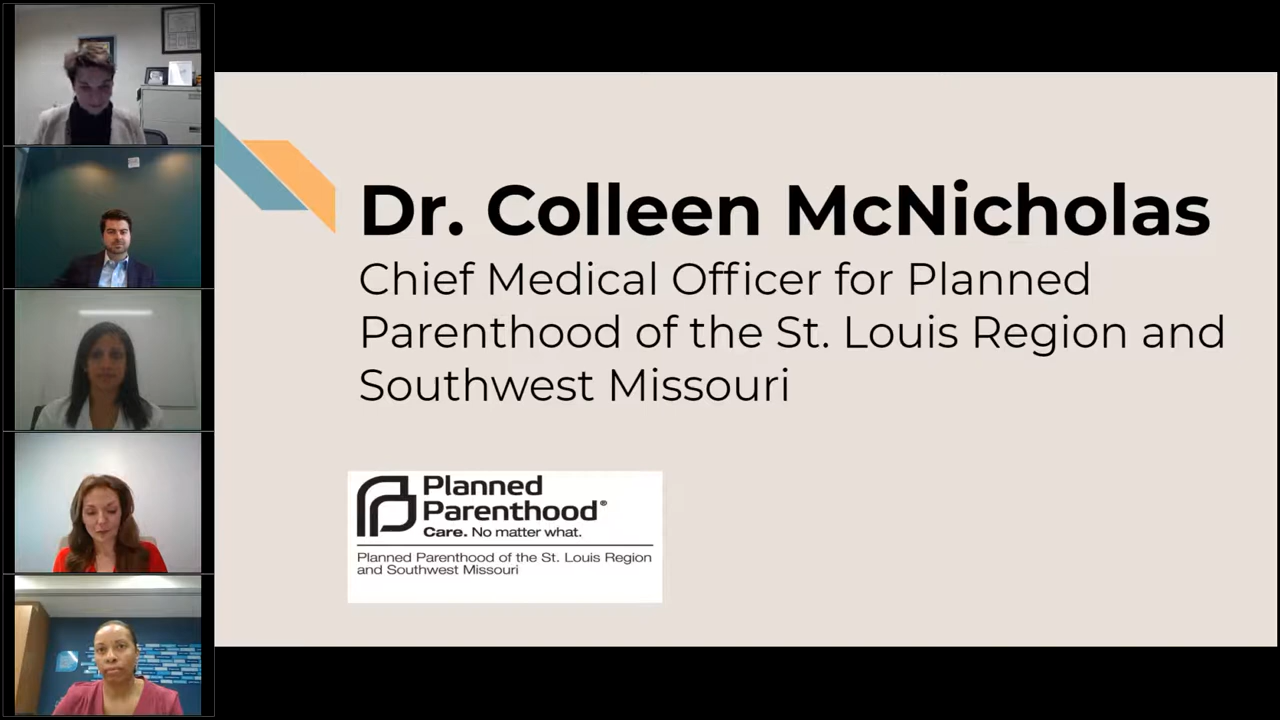 Dr. Colleen McNicholas
Chief Medical Officer for Planned
Parenthood of the St. Louis Region and
Southwest Missouri
Planned
Parenthood®
Care. No matter what.
Planned Parenthood of the St. Louis Region
and Southwest Missouri